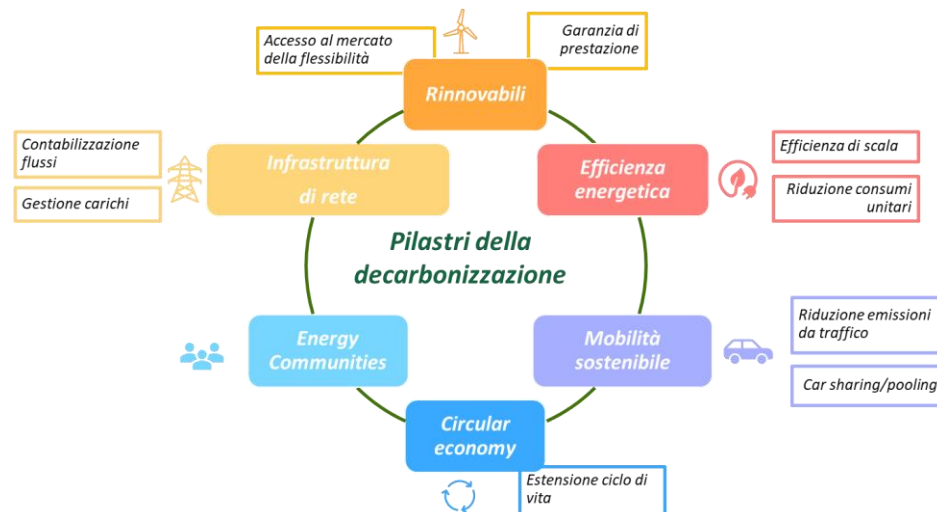 Accesso al mercato
della flessibilità
Garanzia di
prestazione
Rinnovabili
Contabilizzazione
flussi
Gestione carichi
Infrastruttura
di rete
Efficienza
energetica
Efficienza di scala
Riduzione consumi
unitari
Pilastri della
decarbonizzazione
Energy
Communities
Mobilità
sostenibile
Riduzione emissioni
da traffico
Car sharing/pooling
Circular
economy
Estensione ciclo di
vita